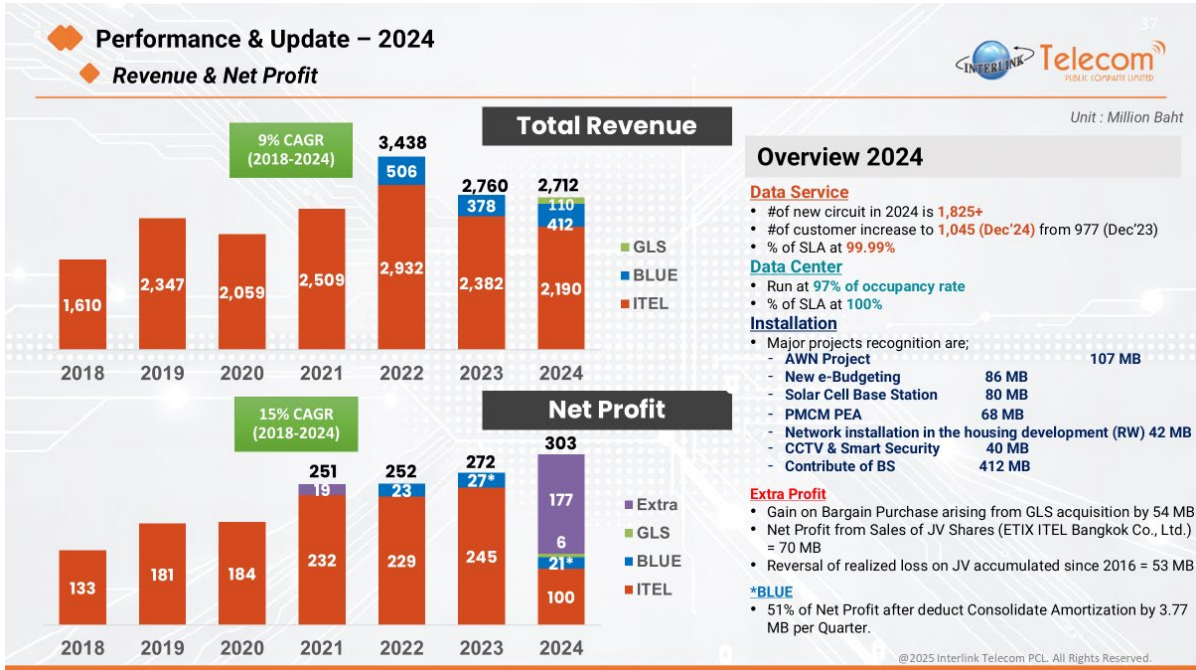 37
Performance & Update – 2024
Revenue & Net Profit
INTERLINK Telecom
PUBLIC COMPANY LIMITED
Unit : Million Baht
Total Revenue
9% CAGR
(2018-2024)
3,438
506
2,760
2,712
378
110
412
1,610
2,347
2,059
2,509
2,932
2,382
2,190
GLS
BLUE
ITEL
2018 2019 2020 2021 2022 2023 2024
Net Profit
15% CAGR
(2018-2024)
303
251
252
272
19
23
27*
177
6
21*
133
181
184
232
229
245
100
Extra
GLS
BLUE
ITEL
2018 2019 2020 2021 2022 2023 2024
Overview 2024
Data Service
• #of new circuit in 2024 is 1,825+
• #of customer increase to 1,045 (Dec'24) from 977 (Dec'23)
• % of SLA at 99.99%
Data Center
• Run at 97% of occupancy rate
• % of SLA at 100%
Installation
• Major projects recognition are;
- AWN Project 107 MB
- New e-Budgeting 86 MB
- Solar Cell Base Station 80 MB
- PMCM PEA 68 MB
- Network installation in the housing development (RW) 42 MB
- CCTV & Smart Security 40 MB
- Contribute of BS 412 MB
Extra Profit
• Gain on Bargain Purchase arising from GLS acquisition by 54 MB
• Net Profit from Sales of JV Shares (ETIX ITEL Bangkok Co., Ltd.)
= 70 MB
• Reversal of realized loss on JV accumulated since 2016 = 53 MB
*BLUE
• 51% of Net Profit after deduct Consolidate Amortization by 3.77
MB per Quarter.
@2025 Interlink Telecom PCL. All Rights Reserved.